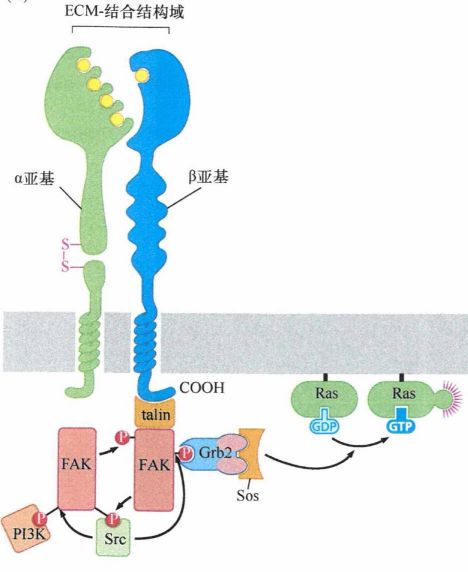 ECM-结合结构域
α亚基
β亚基
S
S
COOH
talin
Ras
Ras
GDP
GTP
P
P
FAK
FAK
Grb2
Sos
P
P
PI3K
Src